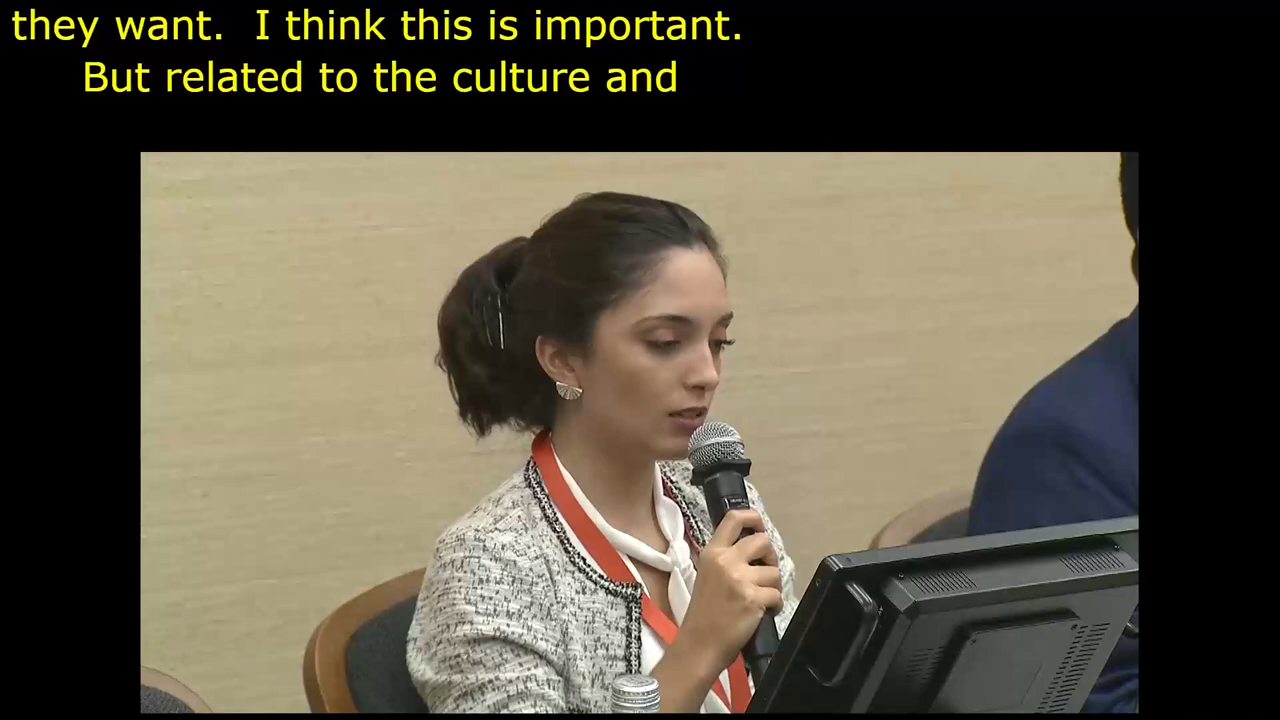 they want.  I think this is important.
But related to the culture and